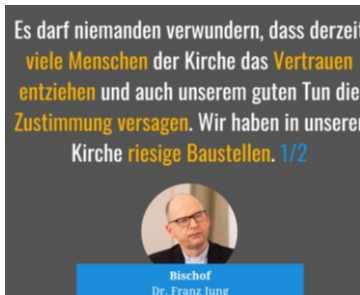 Es darf niemanden verwundern, dass derzeit
viele Menschen der Kirche das Vertrauen
entziehen und auch unserem guten Tun die
Zustimmung versagen. Wir haben in unserer
Kirche riesige Baustellen. 1/2
Bischof
Dr. Franz Jung